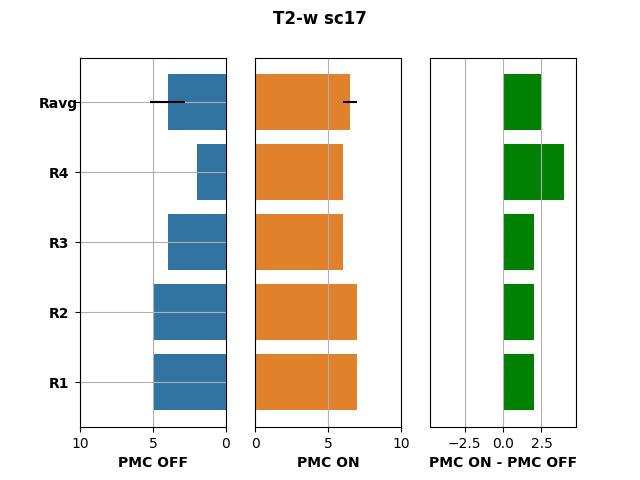 T2-w sc17
Ravg
R4
R3
R2
R1
10 5 0
0 5 10
−2.5 0.0 2.5
PMC OFF
PMC ON
PMC ON - PMC OFF